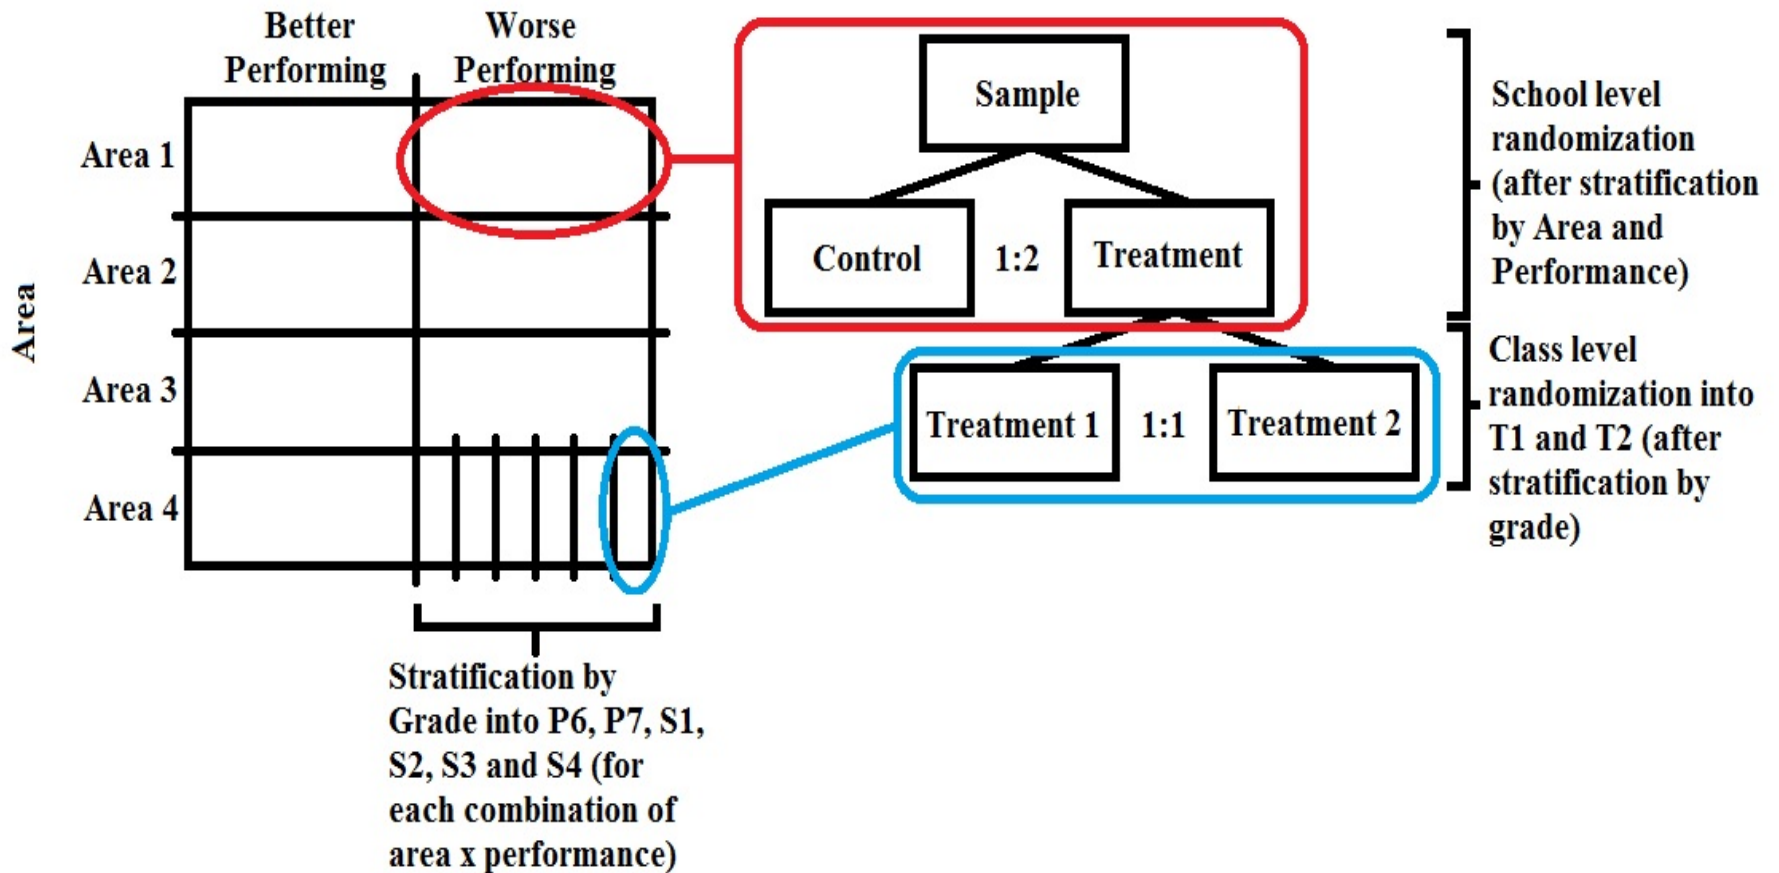 Better
Performing
Worse
Performing
Area
Area 1
Area 2
Area 3
Area 4
Stratification by
Grade into P6, P7, S1,
S2, S3 and S4 (for
each combination of
area x performance)
Sample
Control
1:2
Treatment
Treatment 1
1:1
Treatment 2
School level
randomization
(after stratification
by Area and
Performance)
Class level
randomization into
T1 and T2 (after
stratification by
grade)